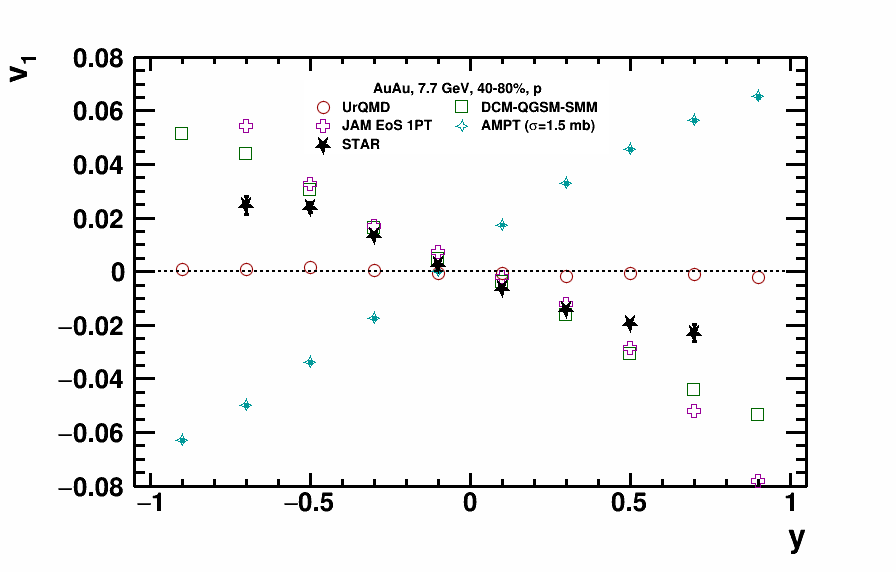 v₁
0.08
0.06
0.04
0.02
0
−0.02
−0.04
−0.06
−0.08
AuAu, 7.7 GeV, 40-80%, p
UrQMD DCM-QGSM-SMM
JAM EoS 1PT AMPT (σ=1.5 mb)
STAR
−1 −0.5 0 0.5 1
y